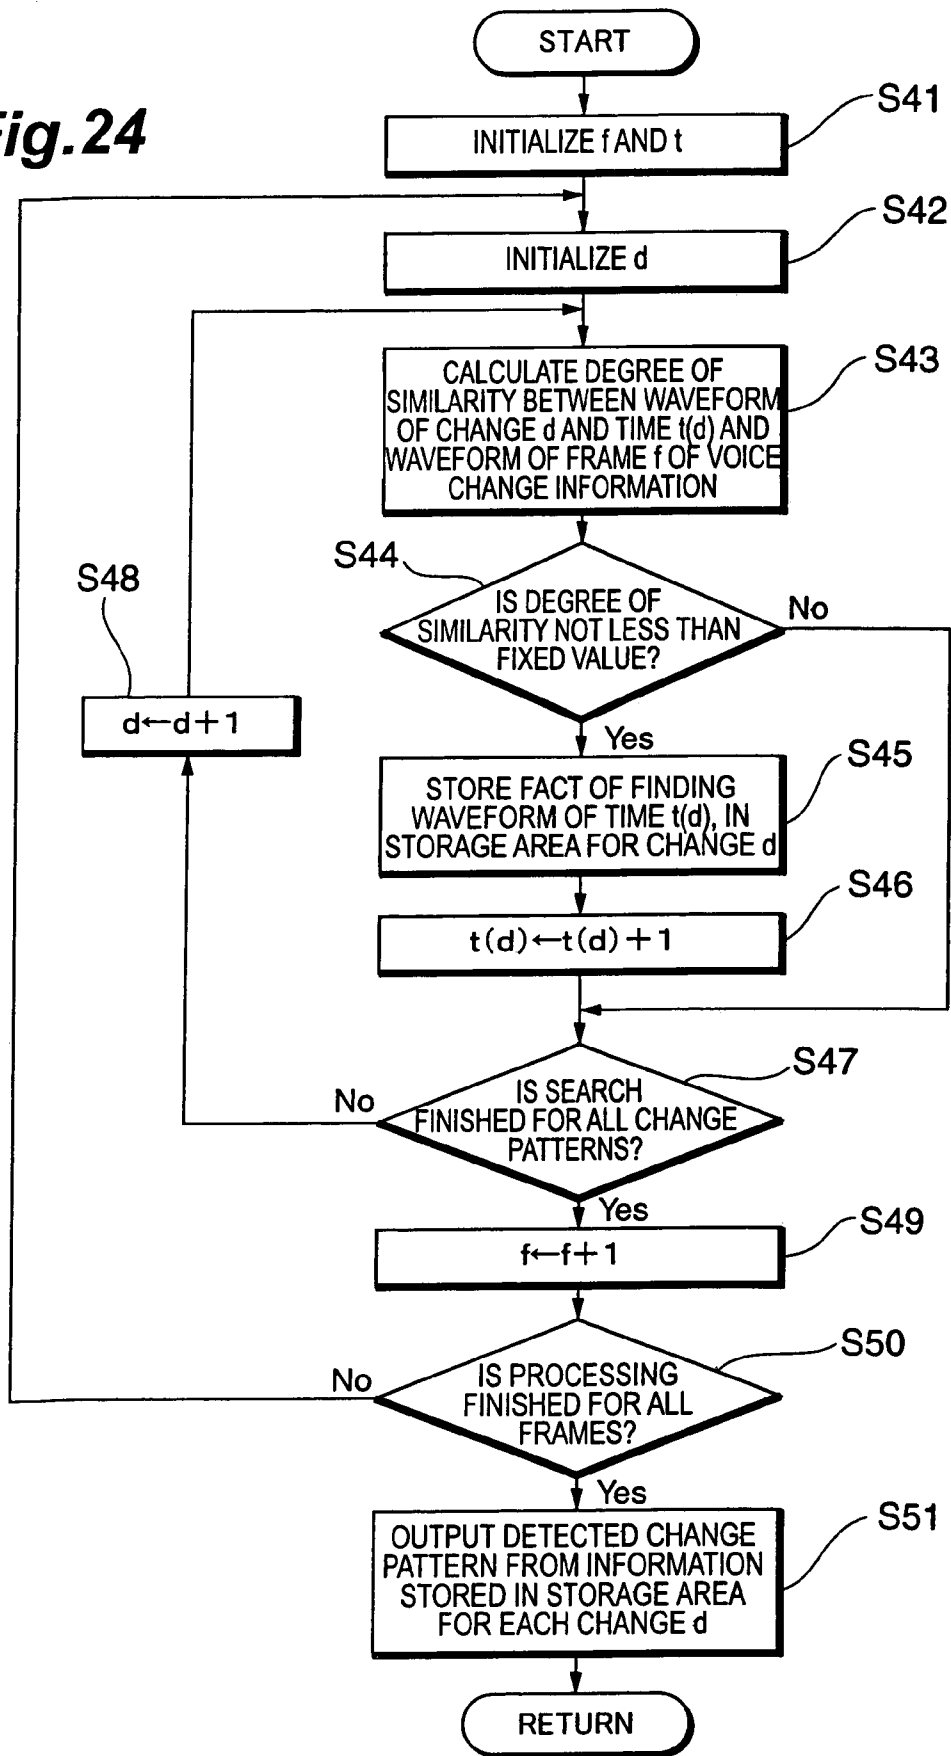 Fig.24
START
S41
INITIALIZE f AND t
S42
INITIALIZE d
S43
CALCULATE DEGREE OF
SIMILARITY BETWEEN WAVEFORM
OF CHANGE d AND TIME t(d) AND
WAVEFORM OF FRAME f OF VOICE
CHANGE INFORMATION
S44
IS DEGREE OF
SIMILARITY NOT LESS THAN
FIXED VALUE?
No
S48
d←d+1
Yes
S45
STORE FACT OF FINDING
WAVEFORM OF TIME t(d), IN
STORAGE AREA FOR CHANGE d
S46
t(d)←t(d)+1
S47
IS SEARCH
FINISHED FOR ALL CHANGE
PATTERNS?
No
Yes
S49
f←f+1
S50
IS PROCESSING
FINISHED FOR ALL
FRAMES?
No
Yes
S51
OUTPUT DETECTED CHANGE
PATTERN FROM INFORMATION
STORED IN STORAGE AREA
FOR EACH CHANGE d
RETURN